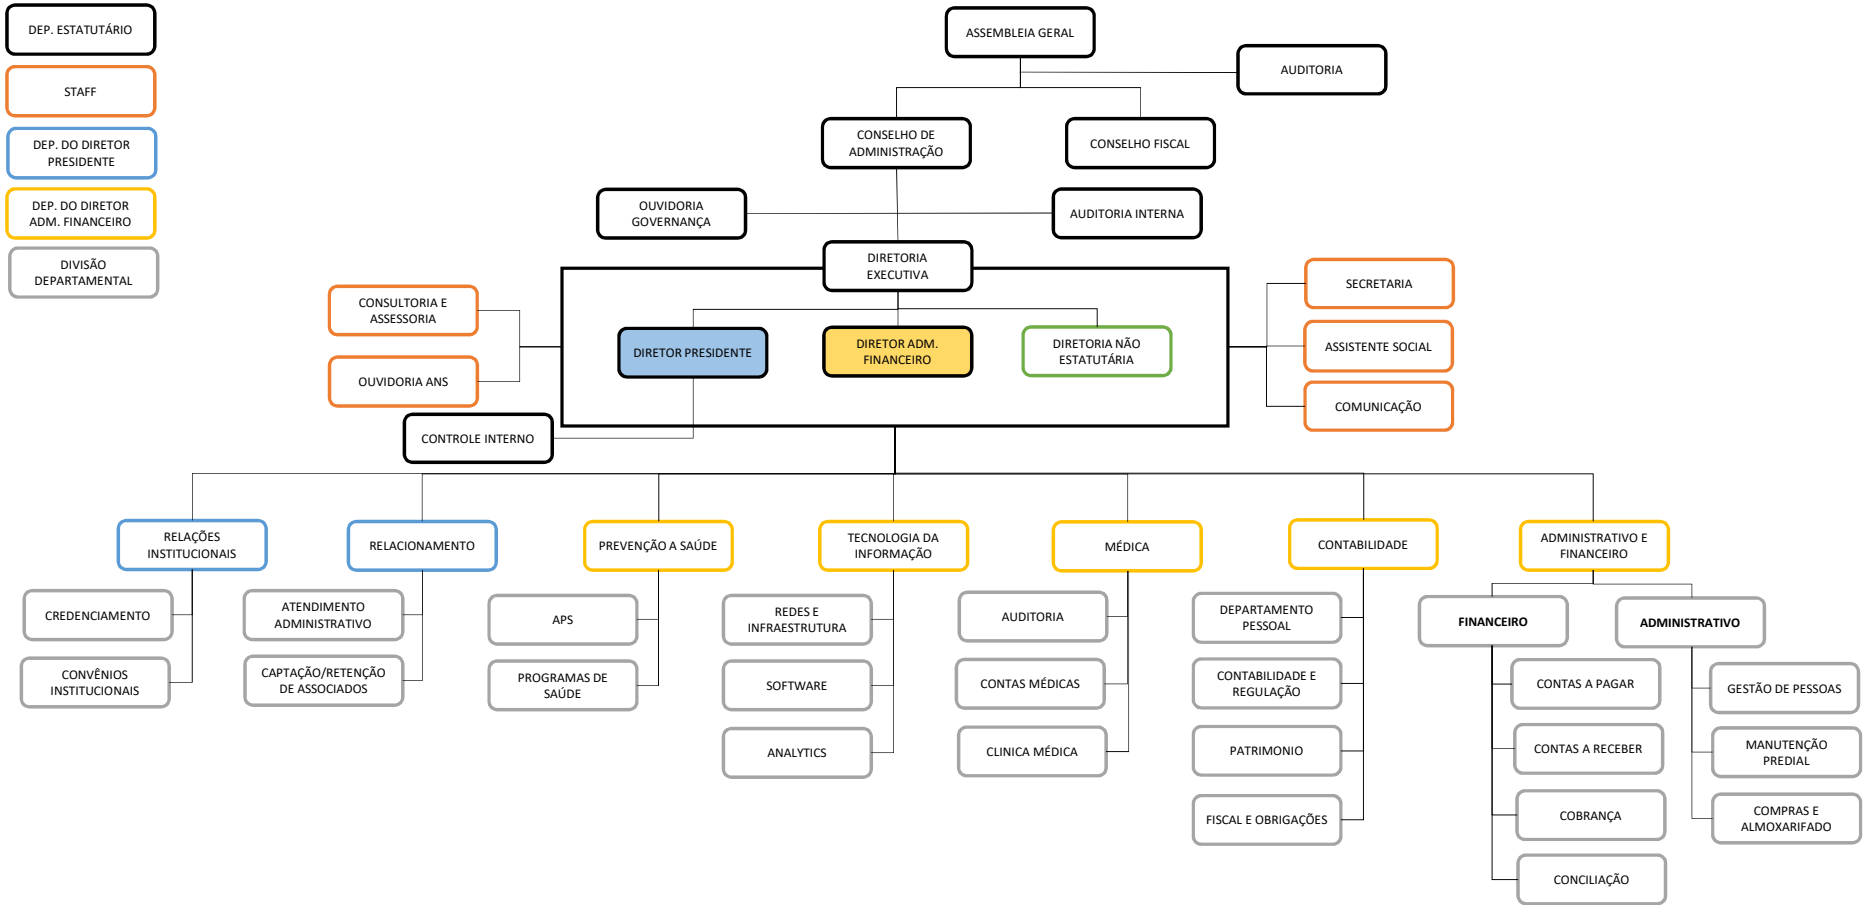 DEP. ESTATUTÁRIO
STAFF
DEP. DO DIRETOR
PRESIDENTE
DEP. DO DIRETOR
ADM. FINANCEIRO
DIVISÃO
DEPARTAMENTAL
ASSEMBLEIA GERAL
AUDITORIA
CONSELHO DE
ADMINISTRAÇÃO
CONSELHO FISCAL
OUVIDORIA
GOVERNANÇA
AUDITORIA INTERNA
DIRETORIA
EXECUTIVA
CONSULTORIA E
ASSESSORIA
OUVIDORIA ANS
DIRETOR PRESIDENTE
DIRETOR ADM.
FINANCEIRO
DIRETORIA NÃO
ESTATUTÁRIA
SECRETARIA
ASSISTENTE SOCIAL
COMUNICAÇÃO
CONTROLE INTERNO
RELAÇÕES
INSTITUCIONAIS
RELACIONAMENTO
PREVENÇÃO A SAÚDE
TECNOLOGIA DA
INFORMAÇÃO
MÉDICA
CONTABILIDADE
ADMINISTRATIVO E
FINANCEIRO
CREDENCIAMENTO
CONVÊNIOS
INSTITUCIONAIS
ATENDIMENTO
ADMINISTRATIVO
CAPTAÇÃO/RETENÇÃO
DE ASSOCIADOS
APS
PROGRAMAS DE
SAÚDE
REDES E
INFRAESTRUTURA
SOFTWARE
ANALYTICS
AUDITORIA
CONTAS MÉDICAS
CLINICA MÉDICA
DEPARTAMENTO
PESSOAL
CONTABILIDADE E
REGULAÇÃO
PATRIMONIO
FISCAL E OBRIGAÇÕES
FINANCEIRO
CONTAS A PAGAR
CONTAS A RECEBER
COBRANÇA
CONCILIAÇÃO
ADMINISTRATIVO
GESTÃO DE PESSOAS
MANUTENÇÃO
PREDIAL
COMPRAS E
ALMOXARIFADO